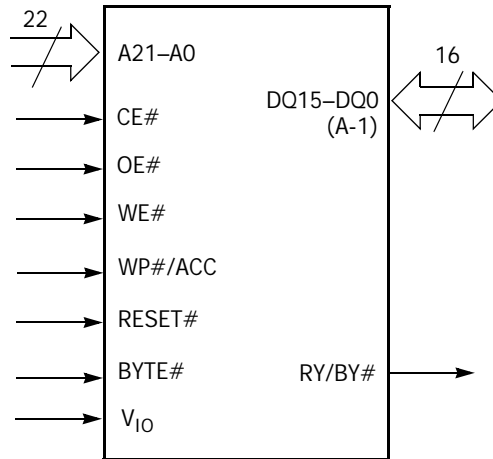 22
A21–A0
16
DQ15–DQ0
(A-1)
CE#
OE#
WE#
WP#/ACC
RESET#
BYTE#
RY/BY#
VIO